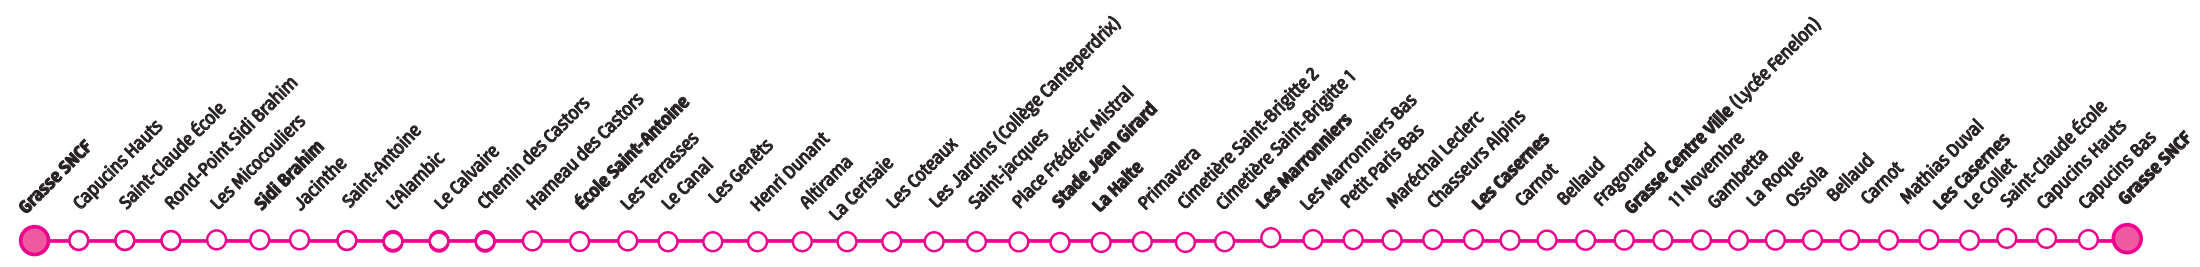 Grasse SNCF
Capucins Hauts
Saint-Claude École
Rond-Point Sidi Brahim
Les Micocouliers
Sidi Brahim
Jacinthe
Saint-Antoine
L'Alambic
Le Calvaire
Chemin des Castors
Hameau des Castors
École Saint-Antoine
Les Terrasses
Le Canal
Les Genêts
Henri Dunant
Altirama
La Cerisaie
Les Coteaux
Les Jardins (Collège Canteperdrix)
Saint-jacques
Place Frédéric Mistral
Stade Jean Girard
La Halte
Primavera
Cimetière Saint-Brigitte 2
Cimetière Saint-Brigitte 1
Les Marronniers
Les Marronniers Bas
Petit Paris Bas
Maréchal Leclerc
Chasseurs Alpins
Les Casernes
Carnot
Bellaud
Fragonard
Grasse Centre Ville (Lycée Fenelon)
11 Novembre
Gambetta
La Roque
Ossola
Bellaud
Carnot
Mathias Duval
Les Casernes
Le Collet
Saint-Claude École
Capucins Hauts
Capucins Bas
Grasse SNCF